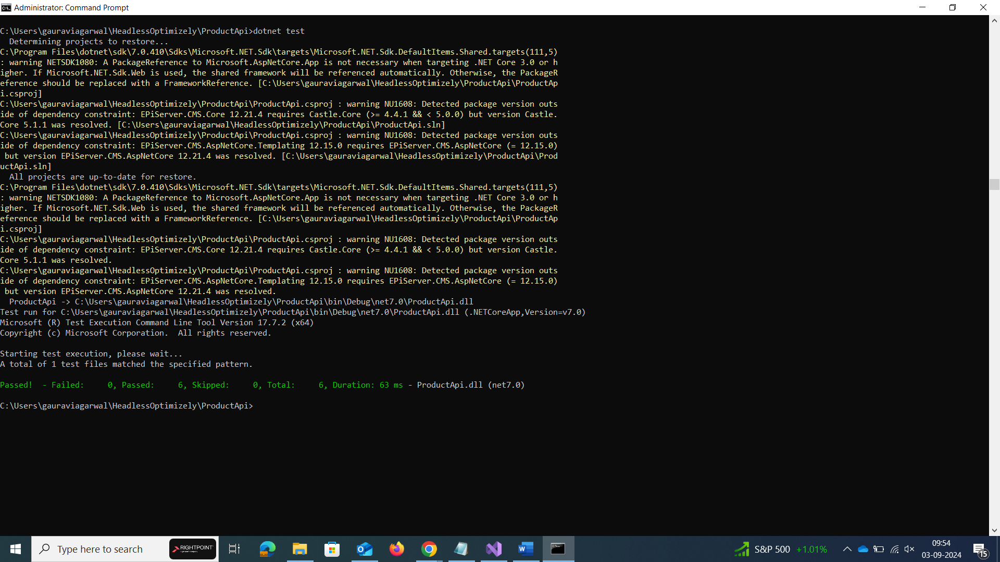 Administrator: Command Prompt
C:\Users\gauraviagarwal\HeadlessOptimizely\ProductApi>dotnet test
  Determining projects to restore...
C:\Program Files\dotnet\sdk\7.0.410\Sdks\Microsoft.NET.Sdk\targets\Microsoft.NET.Sdk.DefaultItems.Shared.targets(111,5)
: warning NETSDK1080: A PackageReference to Microsoft.AspNetCore.App is not necessary when targeting .NET Core 3.0 or h
igher. If Microsoft.NET.Sdk.Web is used, the shared framework will be referenced automatically. Otherwise, the PackageR
eference should be replaced with a FrameworkReference. [C:\Users\gauraviagarwal\HeadlessOptimizely\ProductApi\ProductAp
i.csproj]
C:\Users\gauraviagarwal\HeadlessOptimizely\ProductApi\ProductApi.csproj : warning NU1608: Detected package version outs
ide of dependency constraint: EPiServer.CMS.Core 12.21.4 requires Castle.Core (>= 4.4.1 && < 5.0.0) but version Castle.
Core 5.1.1 was resolved. [C:\Users\gauraviagarwal\HeadlessOptimizely\ProductApi\ProductApi.sln]
C:\Users\gauraviagarwal\HeadlessOptimizely\ProductApi\ProductApi.csproj : warning NU1608: Detected package version outs
ide of dependency constraint: EPiServer.CMS.AspNetCore.Templating 12.15.0 requires EPiServer.CMS.AspNetCore (= 12.15.0)
 but version EPiServer.CMS.AspNetCore 12.21.4 was resolved. [C:\Users\gauraviagarwal\HeadlessOptimizely\ProductApi\Prod
uctApi.sln]
  All projects are up-to-date for restore.
C:\Program Files\dotnet\sdk\7.0.410\Sdks\Microsoft.NET.Sdk\targets\Microsoft.NET.Sdk.DefaultItems.Shared.targets(111,5)
: warning NETSDK1080: A PackageReference to Microsoft.AspNetCore.App is not necessary when targeting .NET Core 3.0 or h
igher. If Microsoft.NET.Sdk.Web is used, the shared framework will be referenced automatically. Otherwise, the PackageR
eference should be replaced with a FrameworkReference. [C:\Users\gauraviagarwal\HeadlessOptimizely\ProductApi\ProductAp
i.csproj]
C:\Users\gauraviagarwal\HeadlessOptimizely\ProductApi\ProductApi.csproj : warning NU1608: Detected package version outs
ide of dependency constraint: EPiServer.CMS.Core 12.21.4 requires Castle.Core (>= 4.4.1 && < 5.0.0) but version Castle.
Core 5.1.1 was resolved.
C:\Users\gauraviagarwal\HeadlessOptimizely\ProductApi\ProductApi.csproj : warning NU1608: Detected package version outs
ide of dependency constraint: EPiServer.CMS.AspNetCore.Templating 12.15.0 requires EPiServer.CMS.AspNetCore (= 12.15.0)
 but version EPiServer.CMS.AspNetCore 12.21.4 was resolved.
  ProductApi -> C:\Users\gauraviagarwal\HeadlessOptimizely\ProductApi\bin\Debug\net7.0\ProductApi.dll
Test run for C:\Users\gauraviagarwal\HeadlessOptimizely\ProductApi\bin\Debug\net7.0\ProductApi.dll (.NETCoreApp,Version=v7.0)
Microsoft (R) Test Execution Command Line Tool Version 17.7.2 (x64)
Copyright (c) Microsoft Corporation.  All rights reserved.
Starting test execution, please wait...
A total of 1 test files matched the specified pattern.
Passed!  - Failed:     0, Passed:     6, Skipped:     0, Total:     6, Duration: 63 ms - ProductApi.dll (net7.0)
C:\Users\gauraviagarwal\HeadlessOptimizely\ProductApi>
Type here to search
RIGHTPOINT
S&P 500 +1.01%
09:54
03-09-2024
15